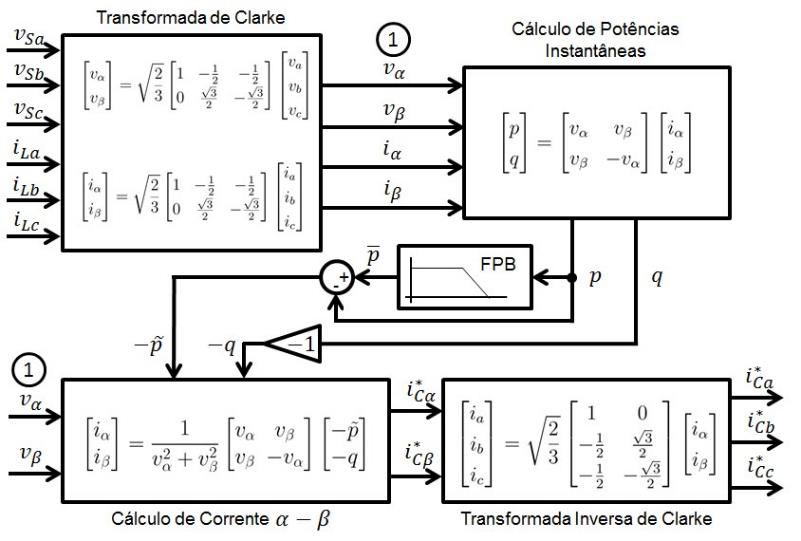 Transformada de Clarke
v_Sa
v_Sb
v_Sc
i_La
i_Lb
i_Lc
[v_α; v_β] = √(2/3) [1 −1/2 −1/2; 0 √3/2 −√3/2] [v_a; v_b; v_c]
[i_α; i_β] = √(2/3) [1 −1/2 −1/2; 0 √3/2 −√3/2] [i_a; i_b; i_c]
1
v_α
v_β
i_α
i_β
Cálculo de Potências
Instantâneas
[p; q] = [v_α v_β; v_β −v_α] [i_α; i_β]
+
-
p̅
FPB
p
q
−p̃
−q
−1
1
v_α
v_β
[i_α; i_β] = 1/(v_α² + v_β²) [v_α v_β; v_β −v_α] [−p̃; −q]
Cálculo de Corrente α − β
i*_Cα
i*_Cβ
[i_a; i_b; i_c] = √(2/3) [1 0; −1/2 √3/2; −1/2 −√3/2] [i_α; i_β]
Transformada Inversa de Clarke
i*_Ca
i*_Cb
i*_Cc